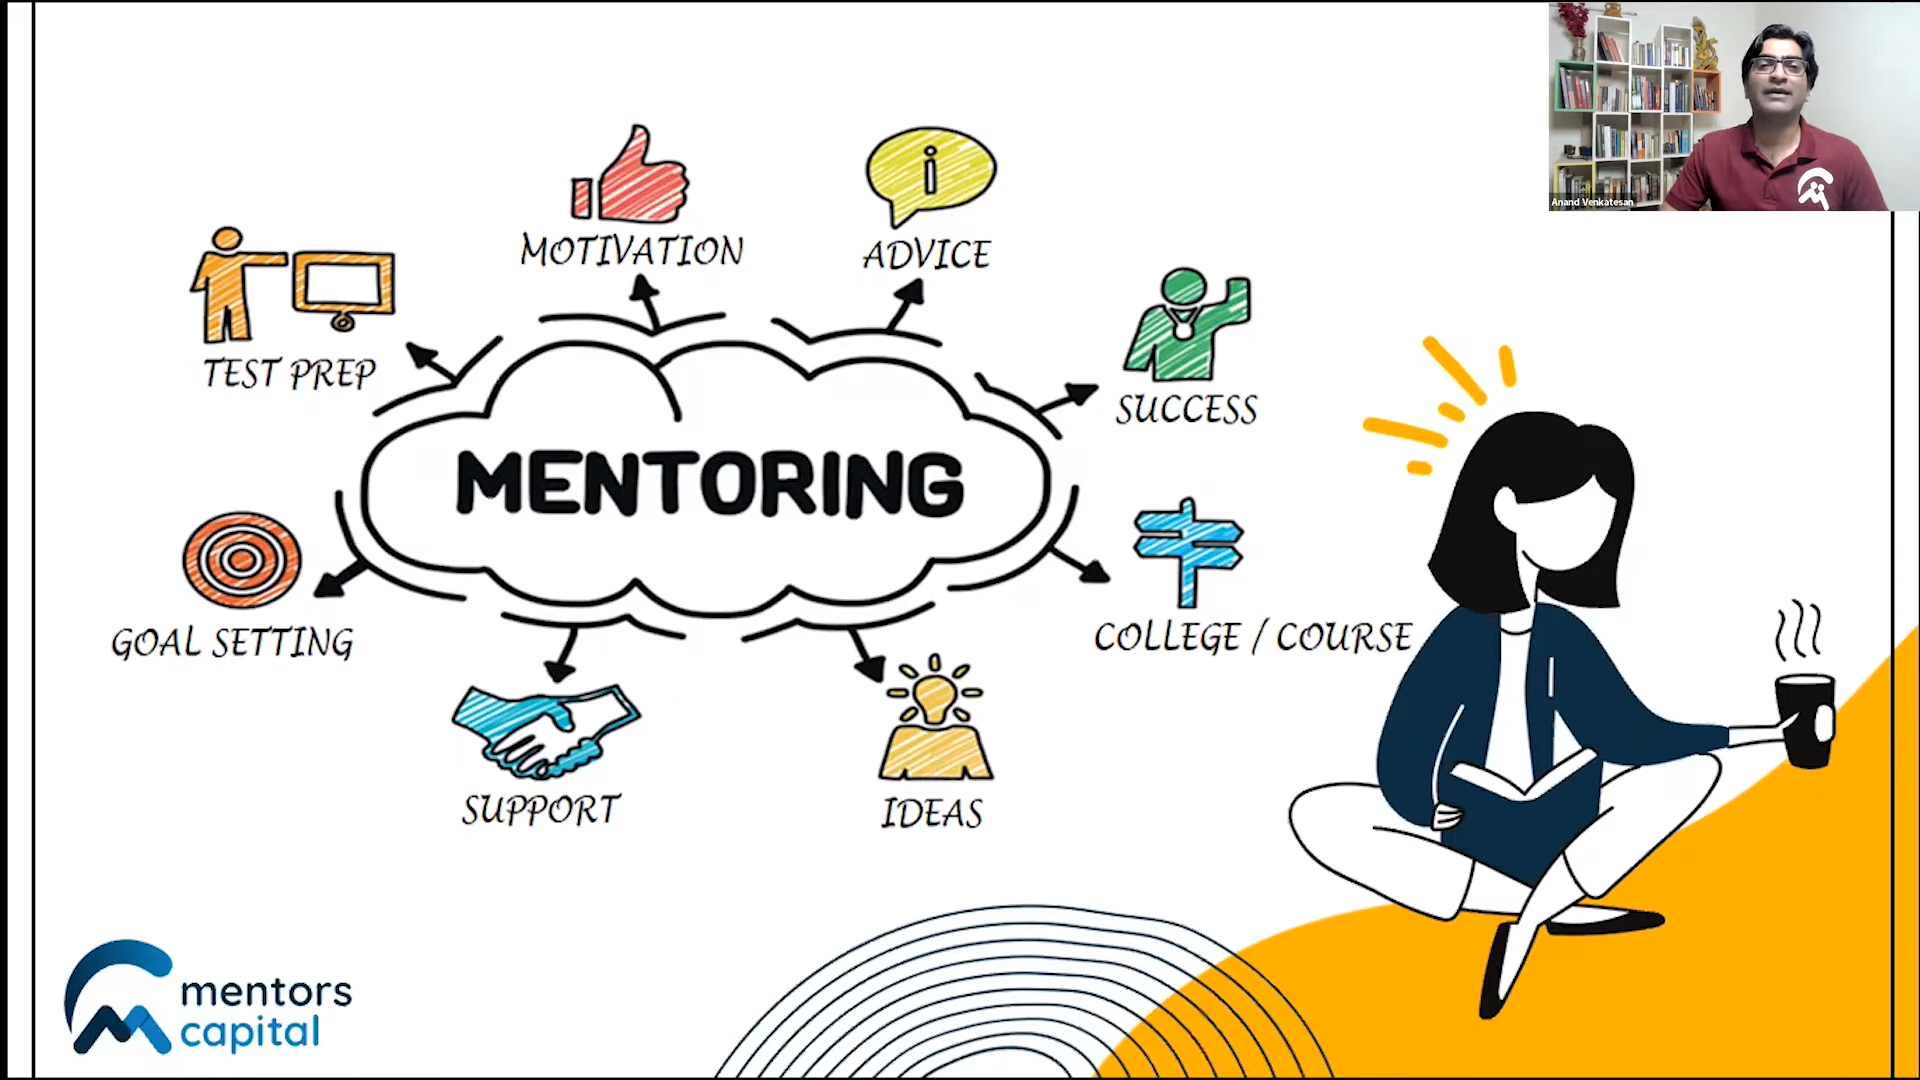 Anand Venkatesan
MOTIVATION
ADVICE
TEST PREP
SUCCESS
MENTORING
GOAL SETTING
COLLEGE / COURSE
SUPPORT
IDEAS
mentors
capital